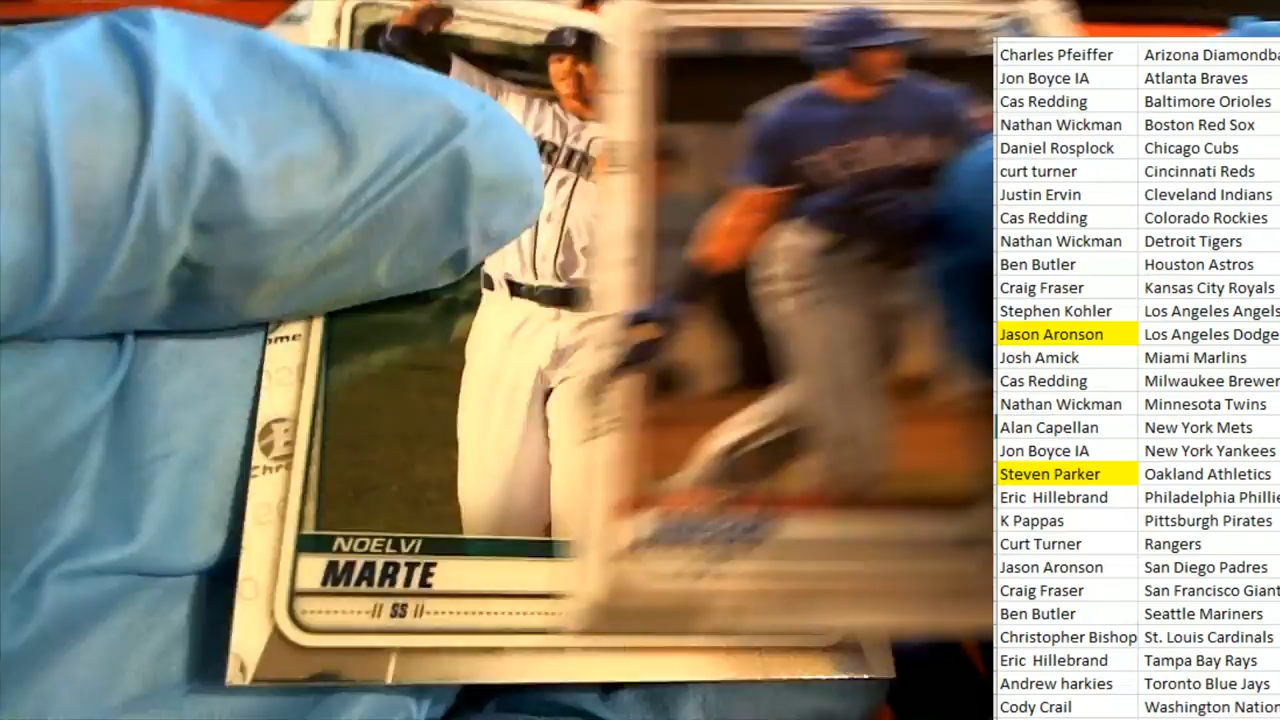 NOELVI
MARTE
SS
ome
Chr
Charles Pfeiffer Arizona Diamondba
Jon Boyce IA Atlanta Braves
Cas Redding Baltimore Orioles
Nathan Wickman Boston Red Sox
Daniel Rosplock Chicago Cubs
curt turner Cincinnati Reds
Justin Ervin Cleveland Indians
Cas Redding Colorado Rockies
Nathan Wickman Detroit Tigers
Ben Butler Houston Astros
Craig Fraser Kansas City Royals
Stephen Kohler Los Angeles Angels
Jason Aronson Los Angeles Dodge
Josh Amick Miami Marlins
Cas Redding Milwaukee Brewer
Nathan Wickman Minnesota Twins
Alan Capellan New York Mets
Jon Boyce IA New York Yankees
Steven Parker Oakland Athletics
Eric Hillebrand Philadelphia Phillie
K Pappas Pittsburgh Pirates
Curt Turner Rangers
Jason Aronson San Diego Padres
Craig Fraser San Francisco Giant
Ben Butler Seattle Mariners
Christopher Bishop St. Louis Cardinals
Eric Hillebrand Tampa Bay Rays
Andrew harkies Toronto Blue Jays
Cody Crail Washington Nation